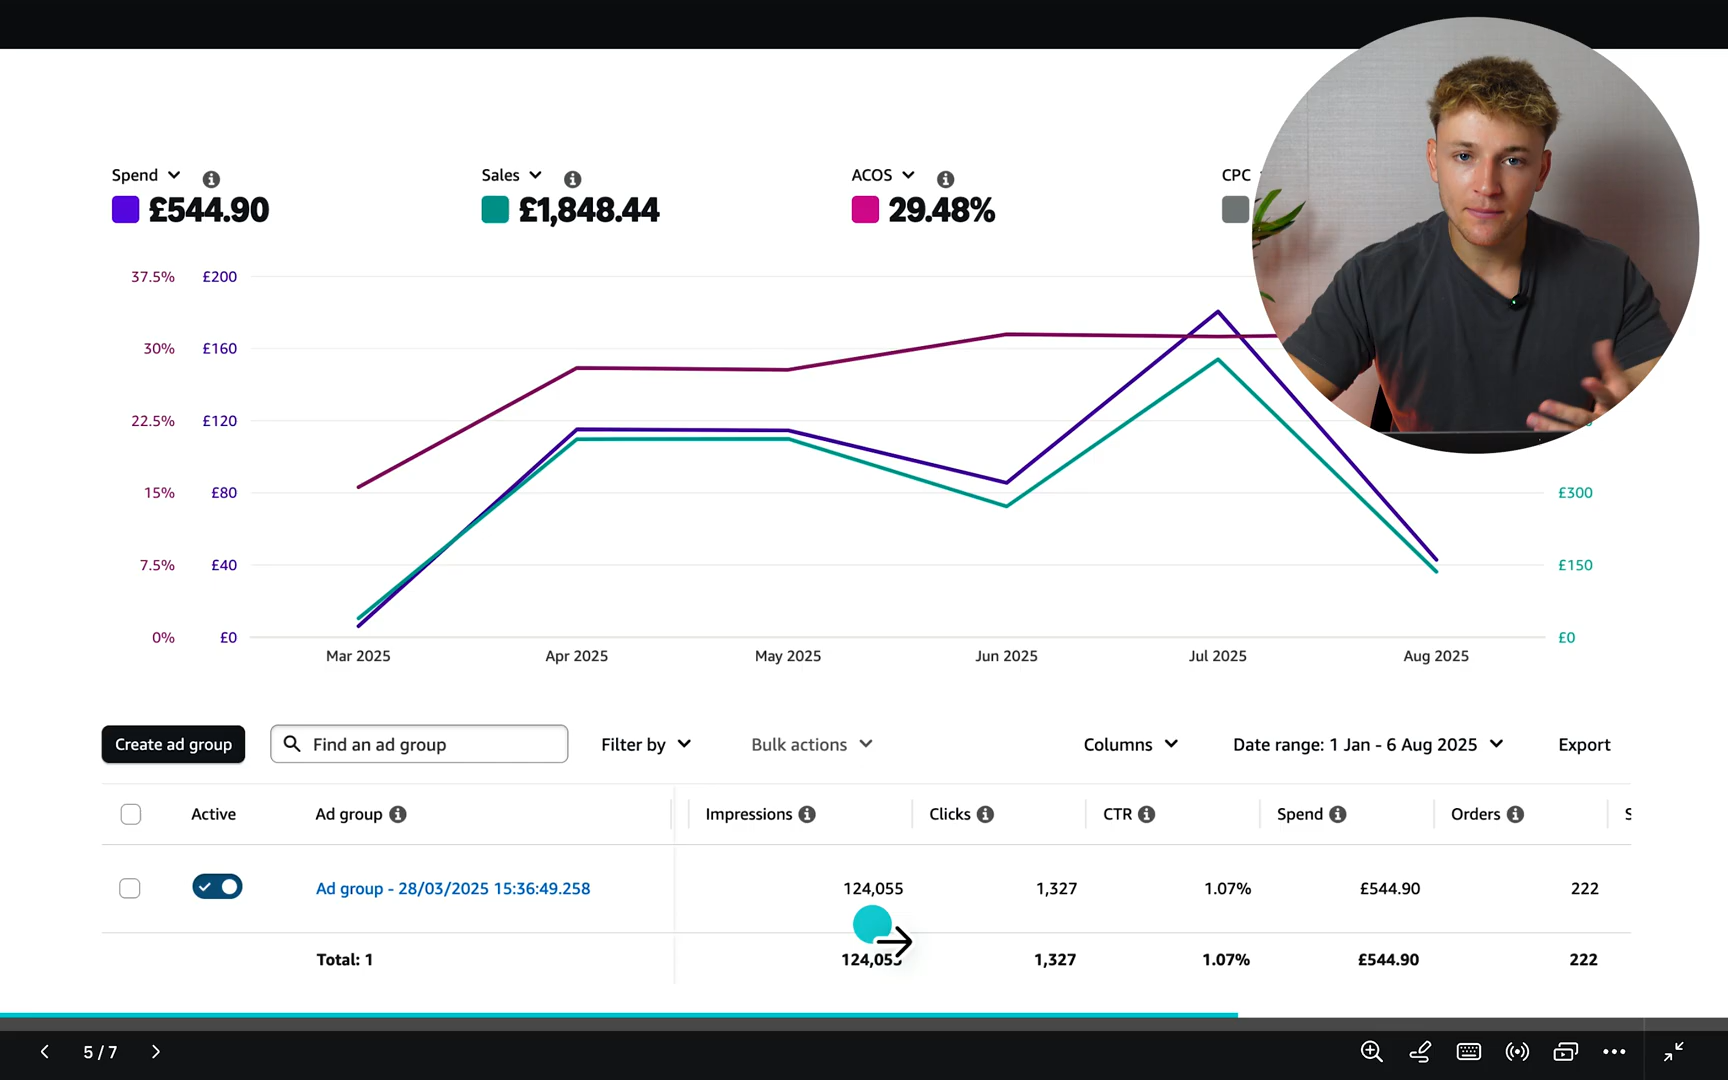 Spend Sales ACOS CPC
£544.90 £1,848.44 29.48%
37.5% £200
30% £160
22.5% £120
15% £80 £300
7.5% £40 £150
0% £0 £0
Mar 2025 Apr 2025 May 2025 Jun 2025 Jul 2025 Aug 2025
Create ad group Find an ad group Filter by Bulk actions Columns Date range: 1 Jan - 6 Aug 2025 Export
Active Ad group Impressions Clicks CTR Spend Orders
Ad group - 28/03/2025 15:36:49.258 124,055 1,327 1.07% £544.90 222
Total: 1 124,055 1,327 1.07% £544.90 222
5 / 7